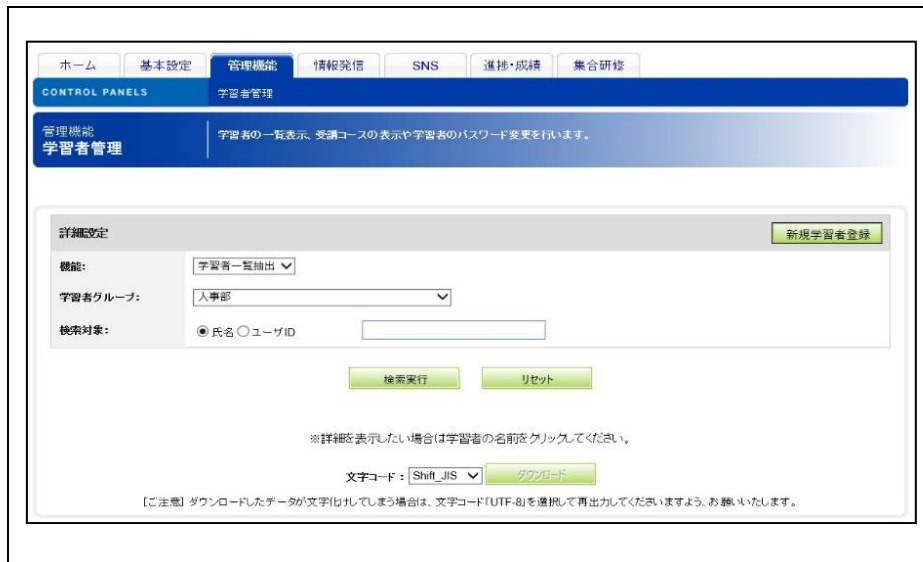 ホーム 基本設定 管理機能 情報発信 SNS 進捗・成績 集合研修
CONTROL PANELS 学習者管理
管理機能
学習者管理
学習者の一覧表示、受講コースの表示や学習者のパスワード変更を行います。
詳細設定 新規学習者登録
機能: 学習者一覧抽出
学習者グループ: 人事部
検索対象: 氏名 ユーザID
検索実行 リセット
※詳細を表示したい場合は学習者の名前をクリックしてください。
文字コード : Shift_JIS ダウンロード
【ご注意】ダウンロードしたデータが文字化けしてしまう場合は、文字コード「UTF-8」を選択して再出力してくださいますよう、お願いいたします。